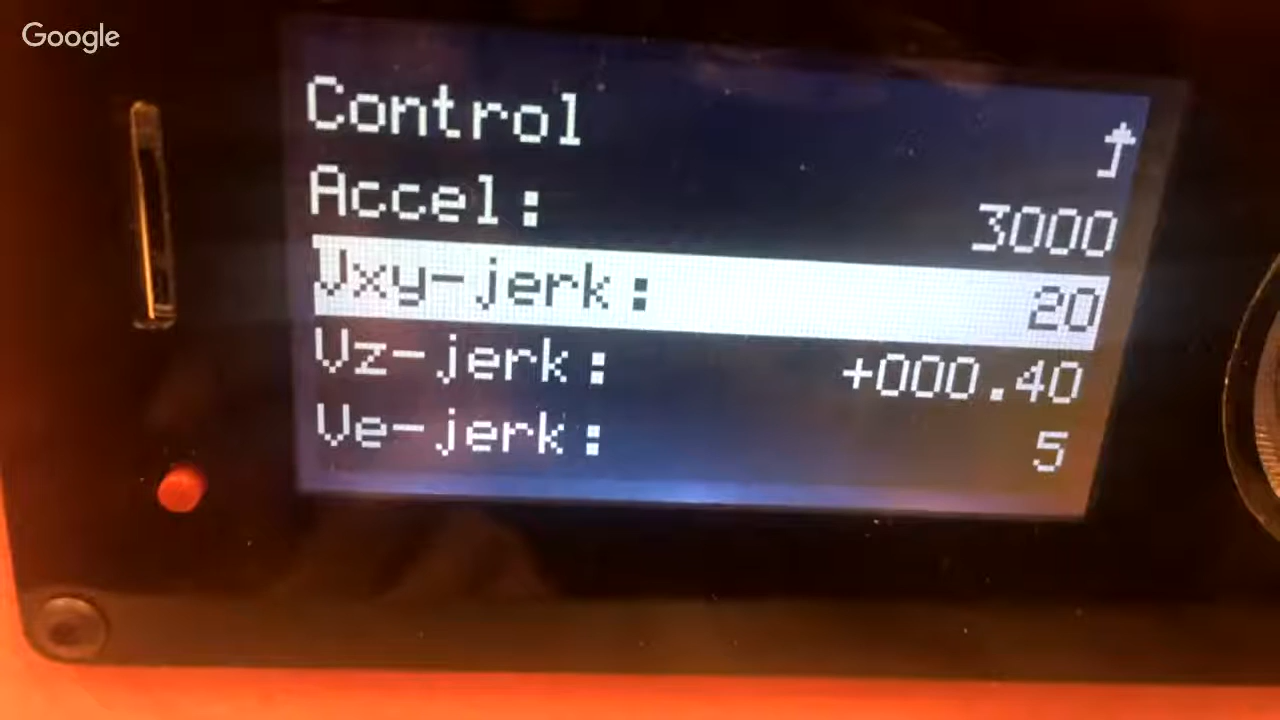 Google
Control
Accel: 3000
Vxy-jerk: 20
Vz-jerk: +000.40
Ve-jerk: 5